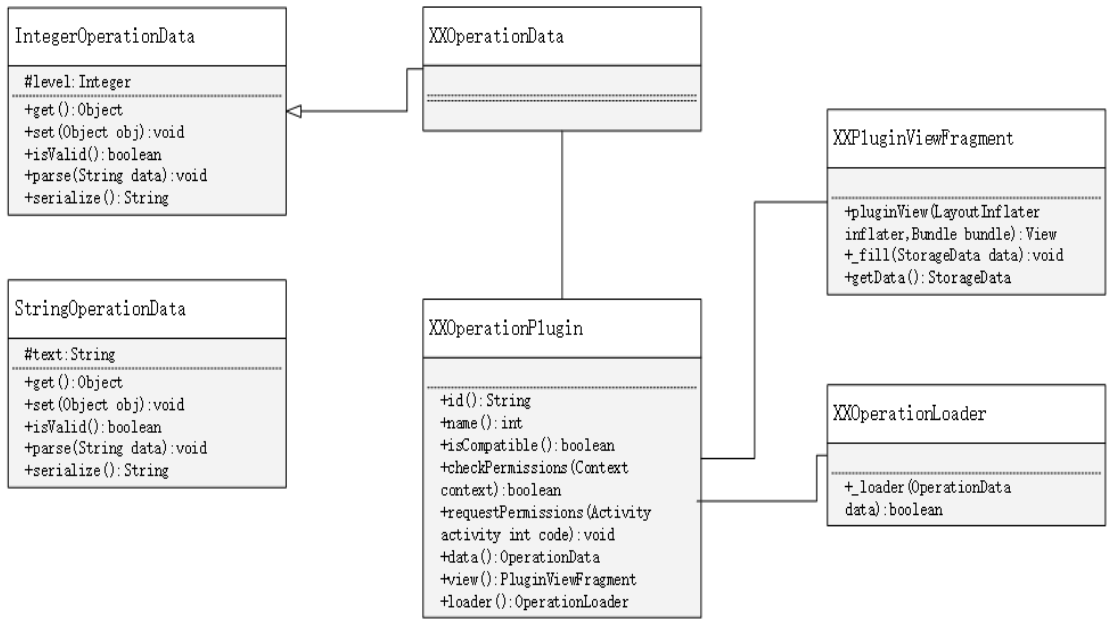 IntegerOperationData
#level:Integer
+get():Object
+set(Object obj):void
+isValid():boolean
+parse(String data):void
+serialize():String
StringOperationData
#text:String
+get():Object
+set(Object obj):void
+isValid():boolean
+parse(String data):void
+serialize():String
XXOperationData
XXOperationPlugin
+id():String
+name():int
+isCompatible():boolean
+checkPermissions(Context
context):boolean
+requestPermissions(Activity
activity int code):void
+data():OperationData
+view():PluginViewFragment
+loader():OperationLoader
XXPluginViewFragment
+pluginView(LayoutInflater
inflater,Bundle bundle):View
+_fill(StorageData data):void
+getData():StorageData
XXOperationLoader
+_loader(OperationData
data):boolean